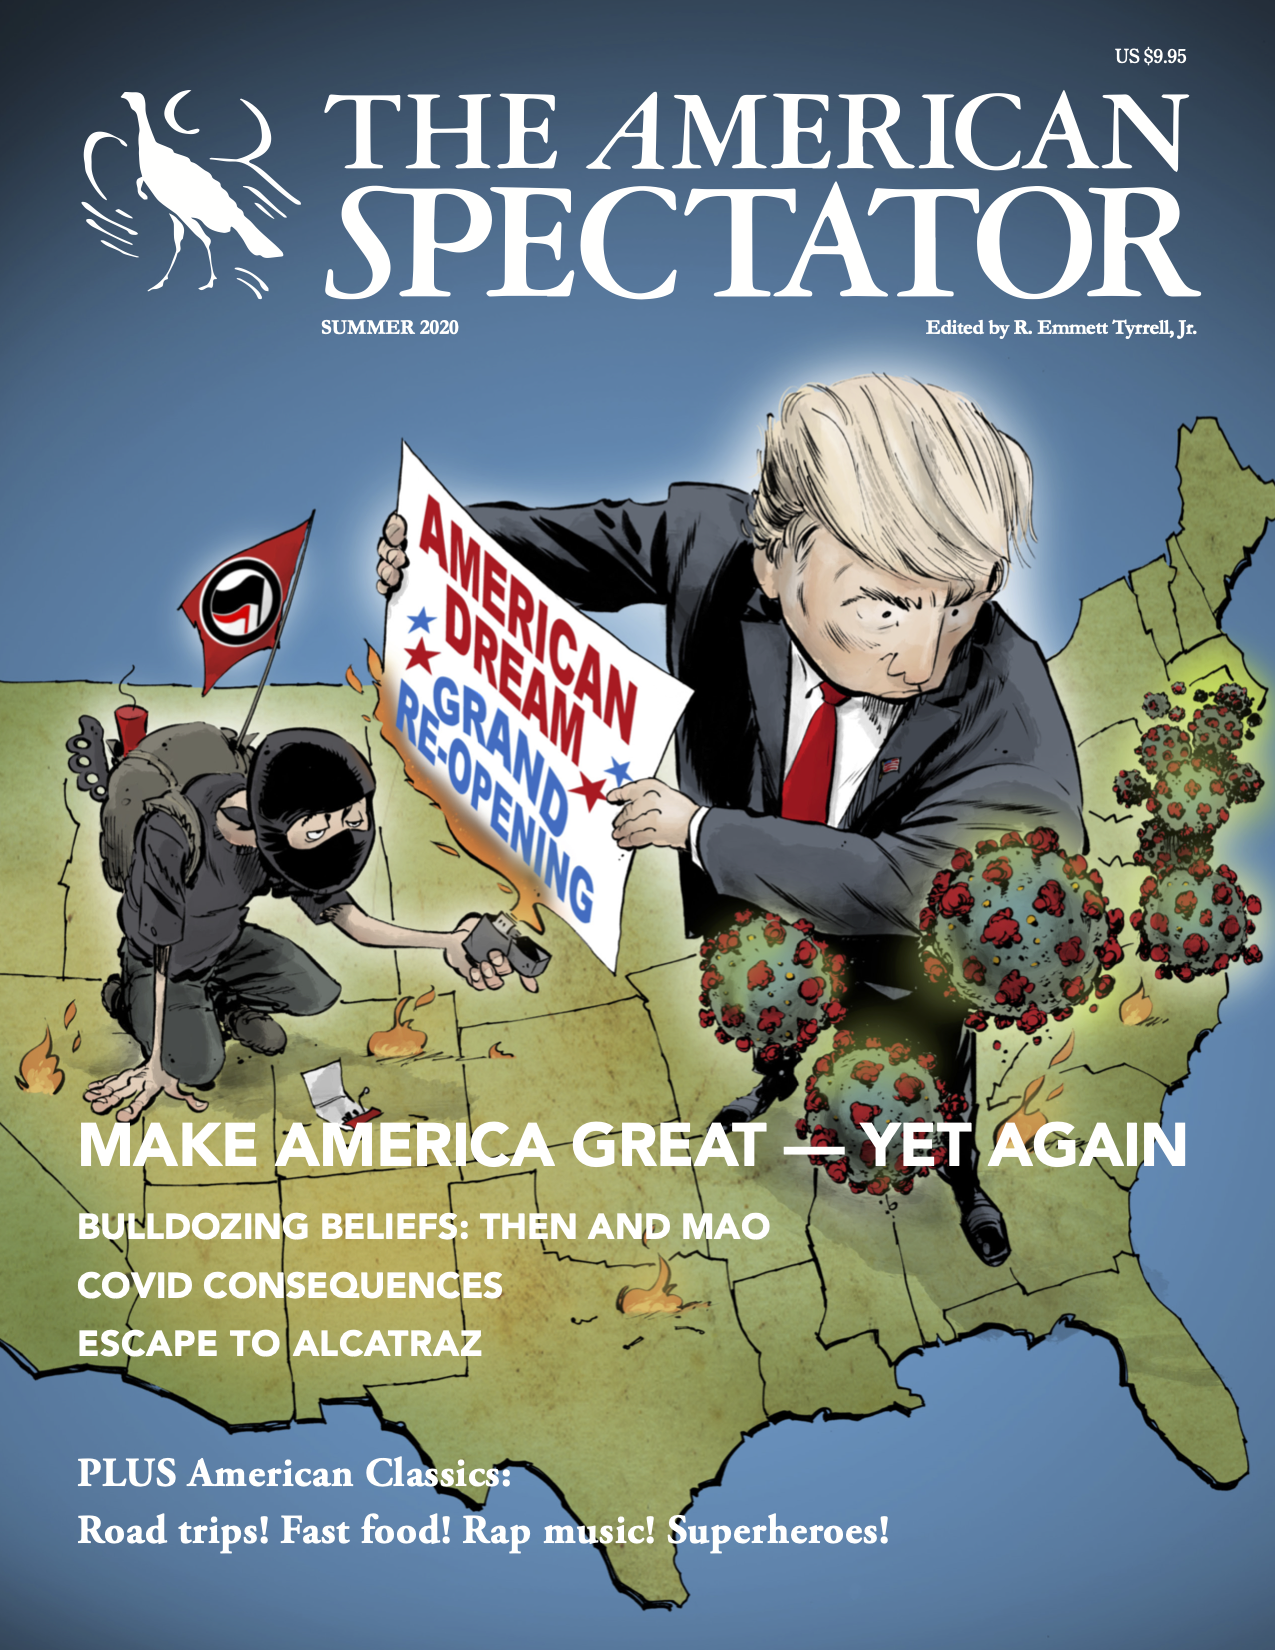 US $9.95
THE AMERICAN
SPECTATOR
SUMMER 2020
Edited by R. Emmett Tyrrell, Jr.
AMERICAN
DREAM
GRAND
RE-OPENING
MAKE AMERICA GREAT — YET AGAIN
BULLDOZING BELIEFS: THEN AND MAO
COVID CONSEQUENCES
ESCAPE TO ALCATRAZ
PLUS American Classics:
Road trips! Fast food! Rap music! Superheroes!